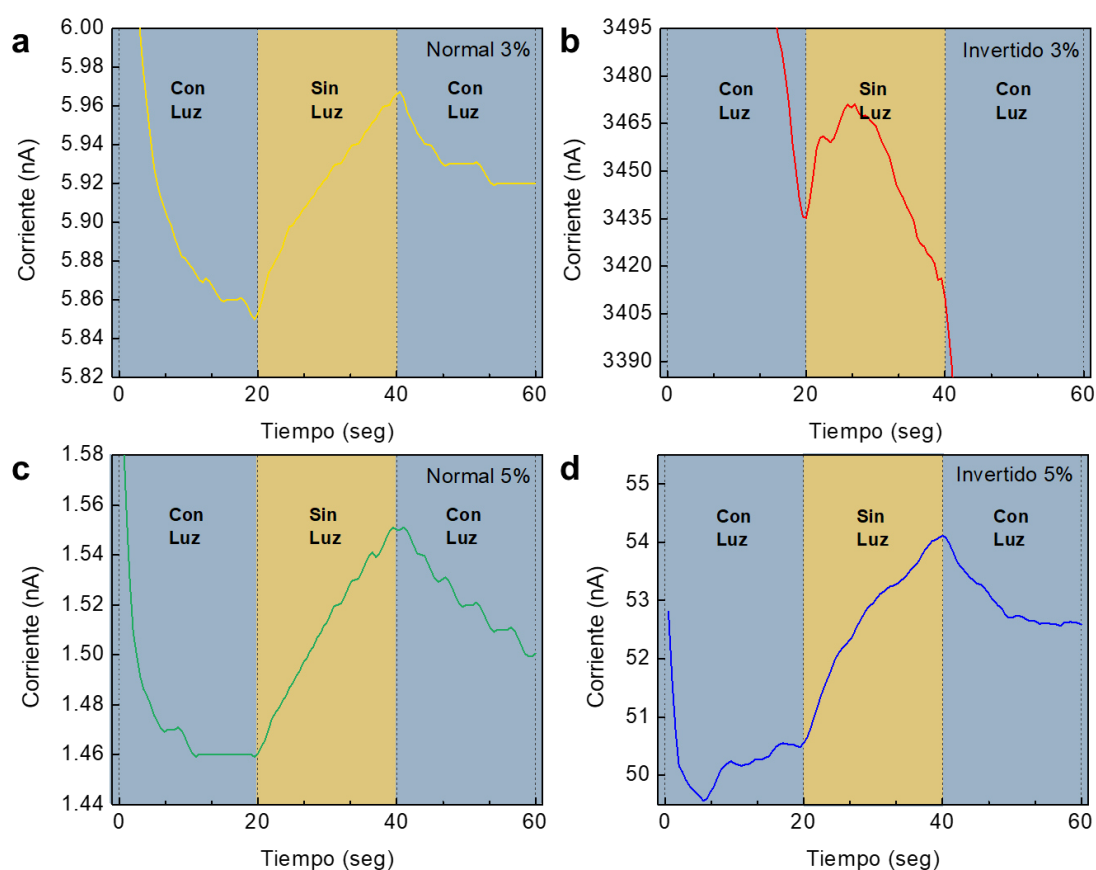 a
Normal 3%
Con
Luz
Sin
Luz
Con
Luz
6.00
5.98
5.96
5.94
5.92
5.90
5.88
5.86
5.84
5.82
Corriente (nA)
0
20
40
60
Tiempo (seg)
b
Invertido 3%
Con
Luz
Sin
Luz
Con
Luz
3495
3480
3465
3450
3435
3420
3405
3390
Corriente (nA)
0
20
40
60
Tiempo (seg)
c
Normal 5%
Con
Luz
Sin
Luz
Con
Luz
1.58
1.56
1.54
1.52
1.50
1.48
1.46
1.44
Corriente (nA)
0
20
40
60
Tiempo (seg)
d
Invertido 5%
Con
Luz
Sin
Luz
Con
Luz
55
54
53
52
51
50
Corriente (nA)
0
20
40
60
Tiempo (seg)